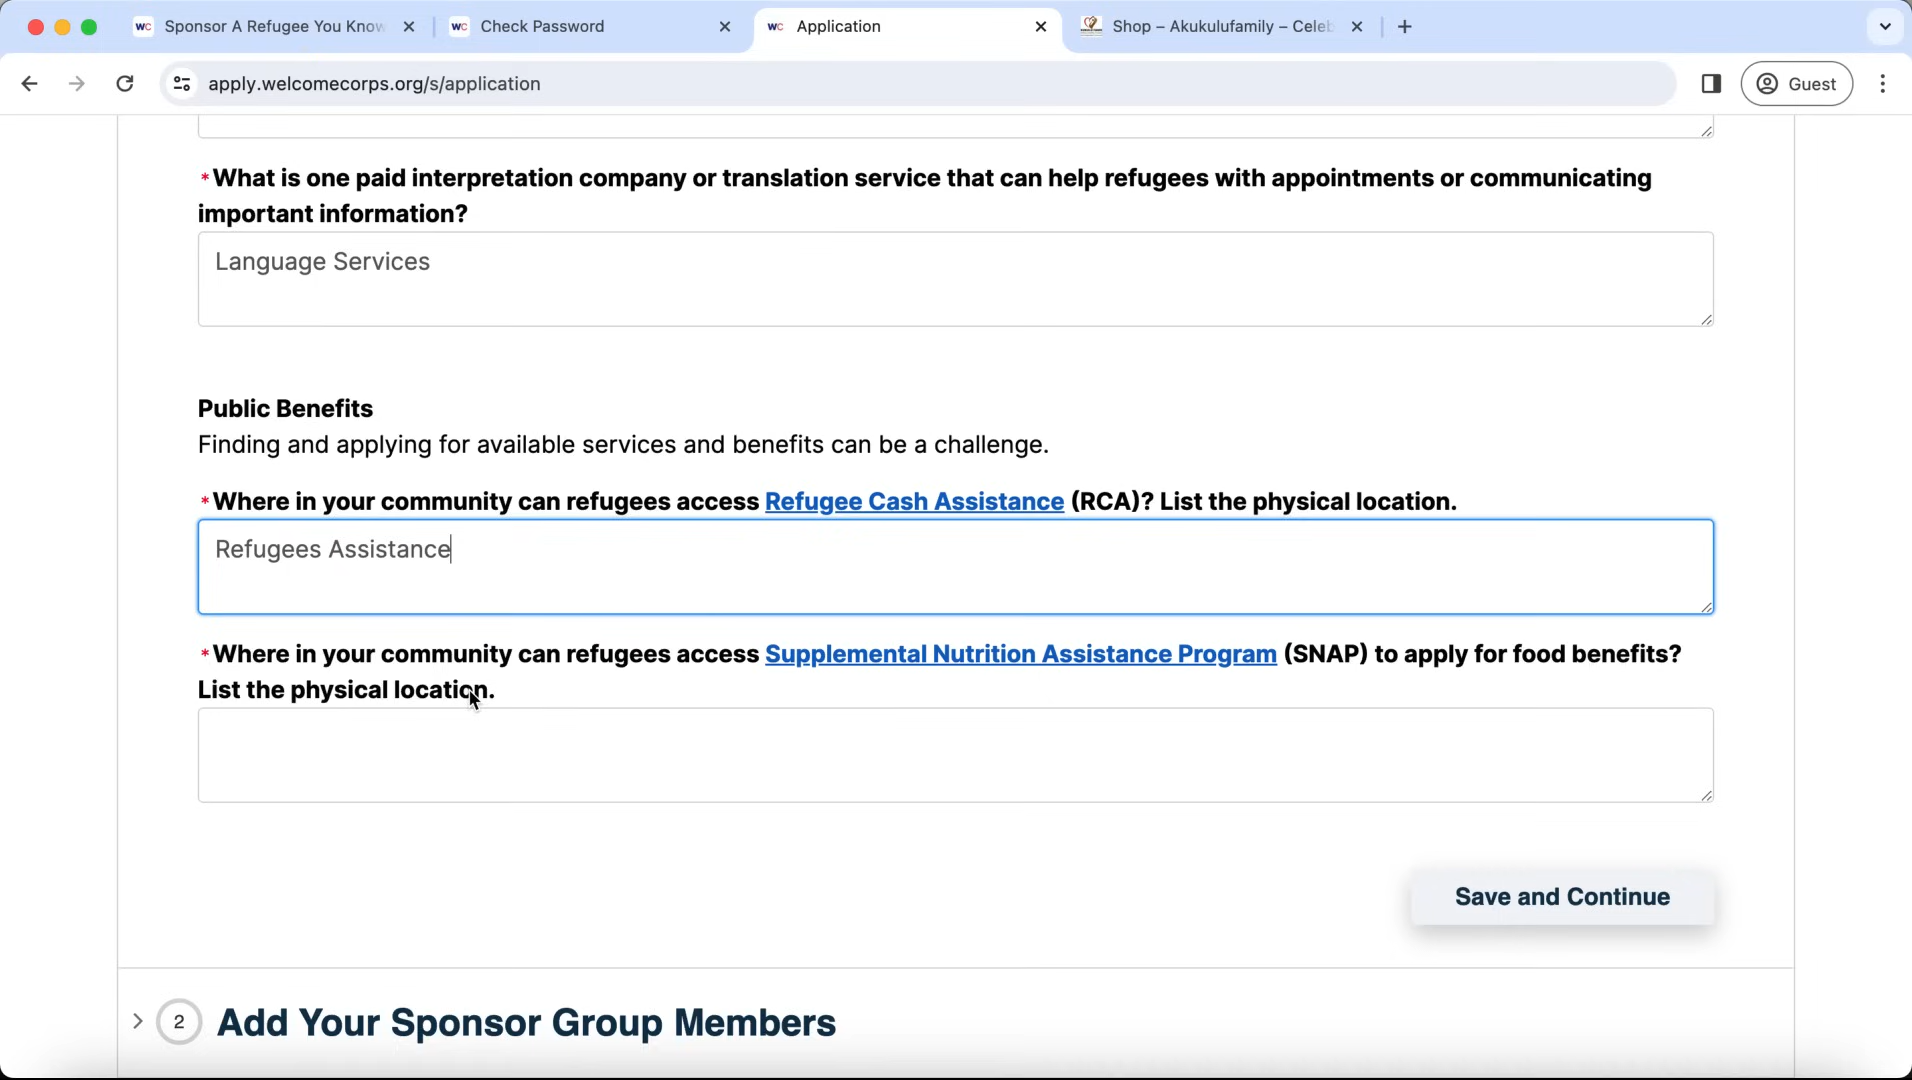 Sponsor A Refugee You Know
Check Password
Application
Shop – Akukulufamily – Celeb
apply.welcomecorps.org/s/application
Guest
*What is one paid interpretation company or translation service that can help refugees with appointments or communicating
important information?
Language Services
Public Benefits
Finding and applying for available services and benefits can be a challenge.
*Where in your community can refugees access Refugee Cash Assistance (RCA)? List the physical location.
Refugees Assistance
*Where in your community can refugees access Supplemental Nutrition Assistance Program (SNAP) to apply for food benefits?
List the physical location.
Save and Continue
2 Add Your Sponsor Group Members